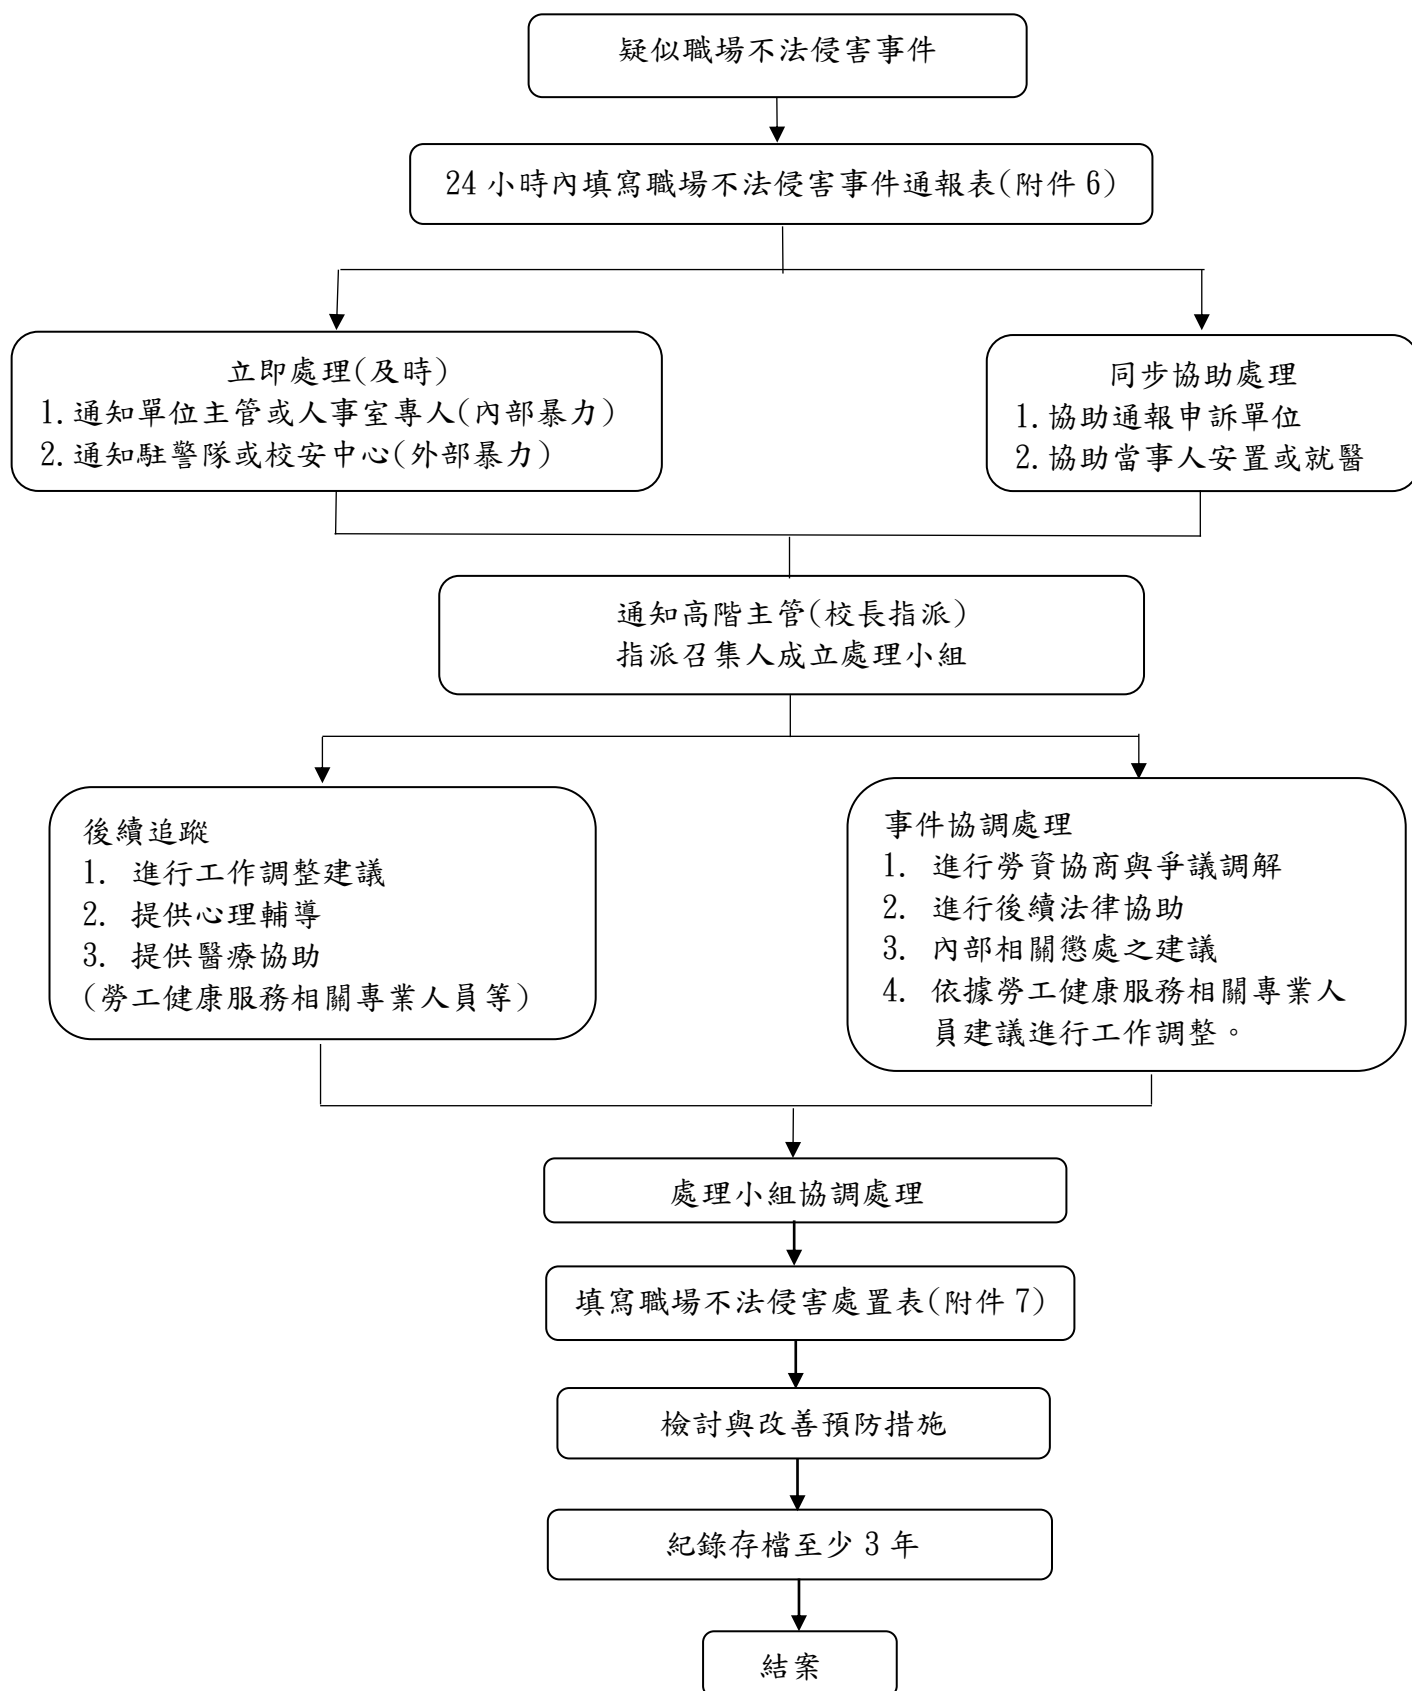 疑似職場不法侵害事件
24 小時內填寫職場不法侵害事件通報表(附件 6)
立即處理(及時)
1.通知單位主管或人事室專人(內部暴力)
2.通知駐警隊或校安中心(外部暴力)
同步協助處理
1.協助通報申訴單位
2.協助當事人安置或就醫
通知高階主管(校長指派)
指派召集人成立處理小組
後續追蹤
1. 進行工作調整建議
2. 提供心理輔導
3. 提供醫療協助
(勞工健康服務相關專業人員等)
事件協調處理
1. 進行勞資協商與爭議調解
2. 進行後續法律協助
3. 內部相關懲處之建議
4. 依據勞工健康服務相關專業人
員建議進行工作調整。
處理小組協調處理
填寫職場不法侵害處置表(附件 7)
檢討與改善預防措施
紀錄存檔至少 3 年
結案